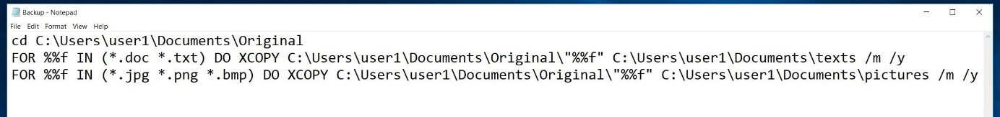 Backup - Notepad
File Edit Format View Help
cd C:\Users\user1\Documents\Original
FOR %%f IN (*.doc *.txt) DO XCOPY C:\Users\user1\Documents\Original\"%%f" C:\Users\user1\Documents\texts /m /y
FOR %%f IN (*.jpg *.png *.bmp) DO XCOPY C:\Users\user1\Documents\Original\"%%f" C:\Users\user1\Documents\pictures /m /y